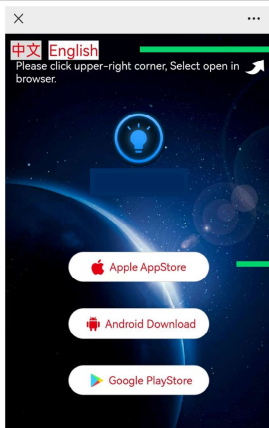 中文 English
Please click upper-right corner, Select open in
browser.
Apple AppStore
Android Download
Google PlayStore